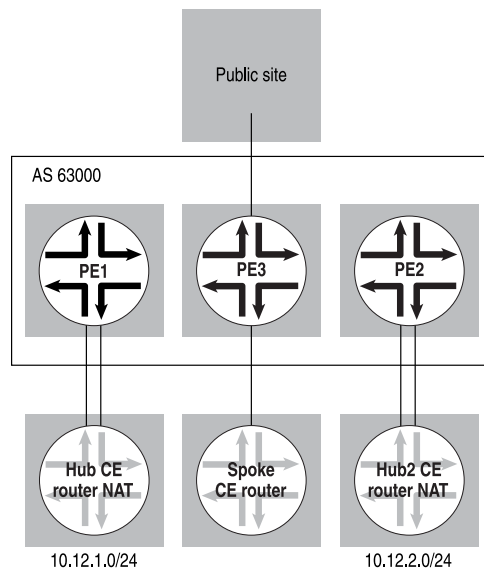 Public site
AS 63000
PE1
PE3
PE2
Hub CE
router NAT
Spoke
CE router
Hub2 CE
router NAT
10.12.1.0/24
10.12.2.0/24